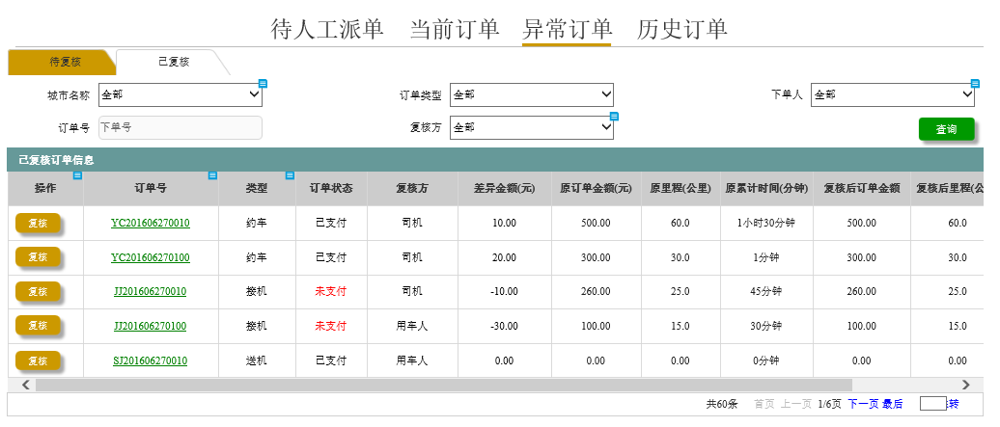 待人工派单 当前订单 异常订单 历史订单
待复核 已复核
城市名称 全部 订单类型 全部 下单人 全部
订单号 下单号 复核方 全部 查询
已复核订单信息
操作 订单号 类型 订单状态 复核方 差异金额(元) 原订单金额(元) 原里程(公里) 原累计时间(分钟) 复核后订单金额 复核后里程(公
复核 YC201606270010 约车 已支付 司机 10.00 500.00 60.0 1小时30分钟 500.00 60.0
复核 YC201606270100 约车 已支付 司机 20.00 300.00 30.0 1分钟 300.00 30.0
复核 JJ201606270010 接机 未支付 司机 -10.00 260.00 25.0 45分钟 260.00 25.0
复核 JJ201606270100 接机 未支付 用车人 -30.00 100.00 15.0 30分钟 100.00 15.0
复核 SJ201606270010 送机 已支付 用车人 0.00 0.00 0.00 0分钟 0.00 0.00
共60条 首页 上一页 1/6页 下一页 最后 转